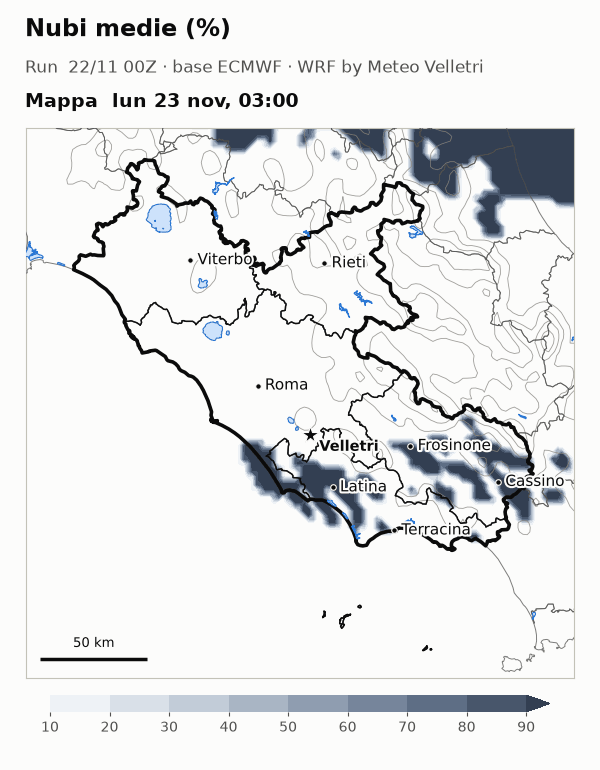 Nubi medie (%)
Run  22/11 00Z · base ECMWF · WRF by Meteo Velletri
Mappa  lun 23 nov, 03:00
Viterbo
Rieti
Roma
Velletri
Frosinone
Latina
Cassino
Terracina
50 km
10 20 30 40 50 60 70 80 90